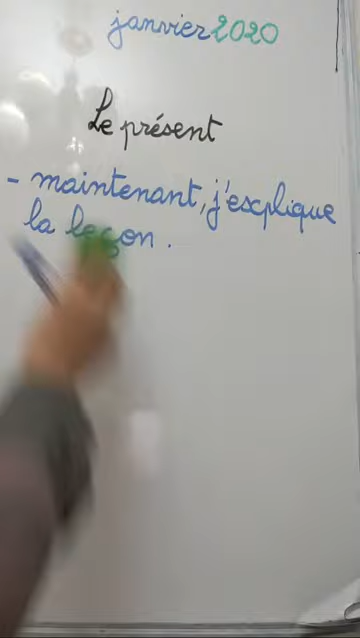 janvier 2020
Le présent
- maintenant, j'explique
la leçon.